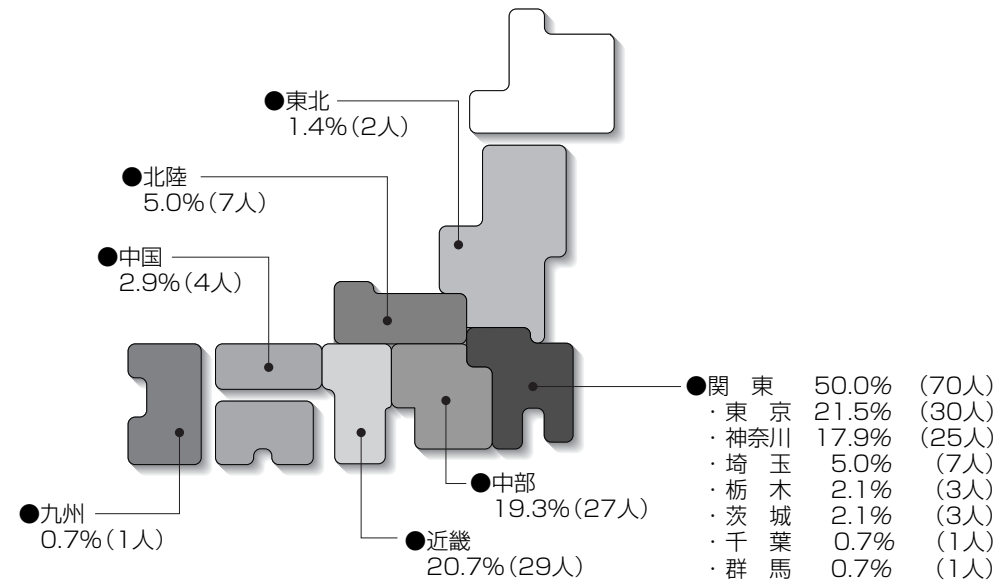 ●東北
1.4%（2人）
●北陸
5.0%（7人）
●中国
2.9%（4人）
●関　東　50.0%　（70人）
・東　京　21.5%　（30人）
・神奈川　17.9%　（25人）
・埼　玉　5.0%　（7人）
・栃　木　2.1%　（3人）
・茨　城　2.1%　（3人）
・千　葉　0.7%　（1人）
・群　馬　0.7%　（1人）
●中部
19.3%（27人）
●九州
0.7%（1人）
●近畿
20.7%（29人）